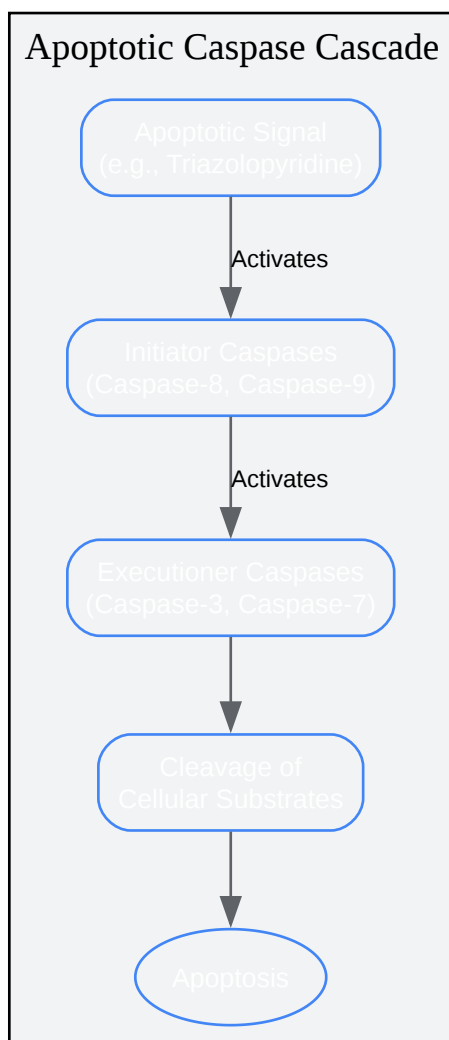 Apoptotic Caspase Cascade
Apoptotic Signal
(e.g., Triazolopyridine)
Activates
Initiator Caspases
(Caspase-8, Caspase-9)
Activates
Executioner Caspases
(Caspase-3, Caspase-7)
Cleavage of
Cellular Substrates
Apoptosis